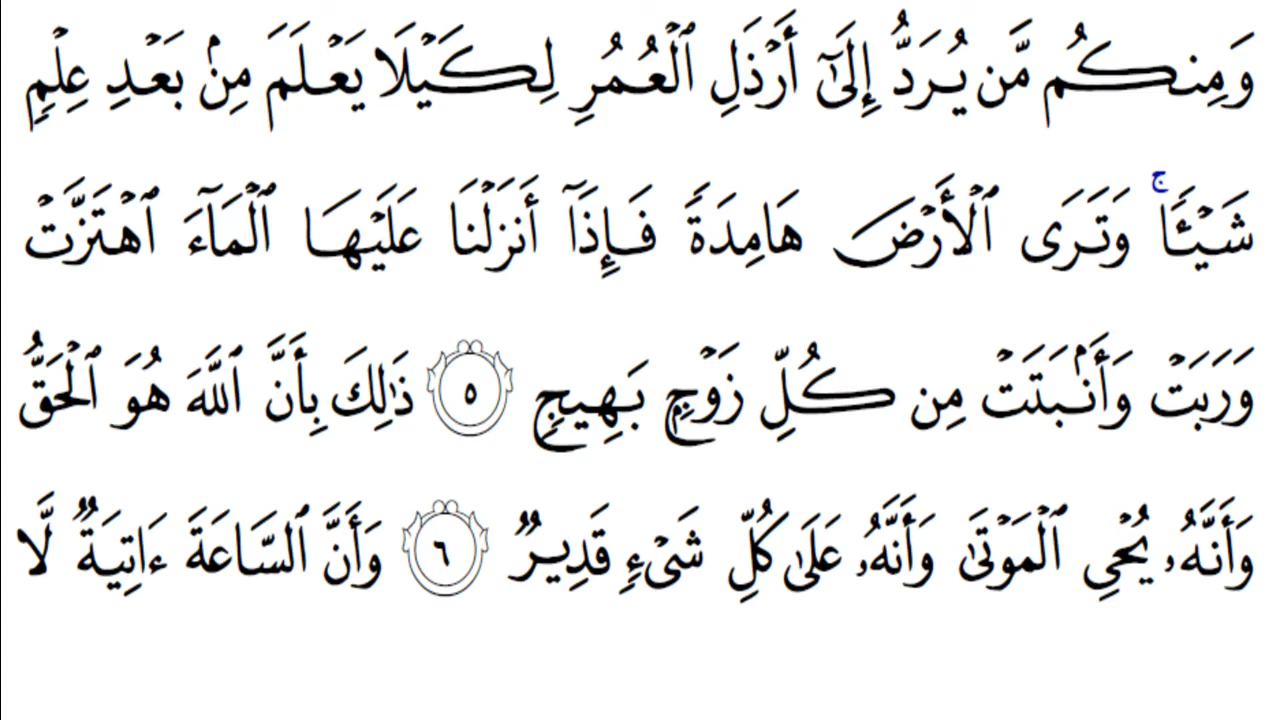 وَمِنكُم مَّن يُرَدُّ إِلَىٰٓ أَرْذَلِ ٱلْعُمُرِ لِكَيْلَا يَعْلَمَ مِنۢ بَعْدِ عِلْمٍ
شَيْـًٔا ۚ وَتَرَى ٱلْأَرْضَ هَامِدَةً فَإِذَآ أَنزَلْنَا عَلَيْهَا ٱلْمَآءَ ٱهْتَزَّتْ
وَرَبَتْ وَأَنۢبَتَتْ مِن كُلِّ زَوْجٍۭ بَهِيجٍ ٥ ذَٰلِكَ بِأَنَّ ٱللَّهَ هُوَ ٱلْحَقُّ
وَأَنَّهُۥ يُحْىِ ٱلْمَوْتَىٰ وَأَنَّهُۥ عَلَىٰ كُلِّ شَىْءٍ قَدِيرٌ ٦ وَأَنَّ ٱلسَّاعَةَ ءَاتِيَةٌ لَّا